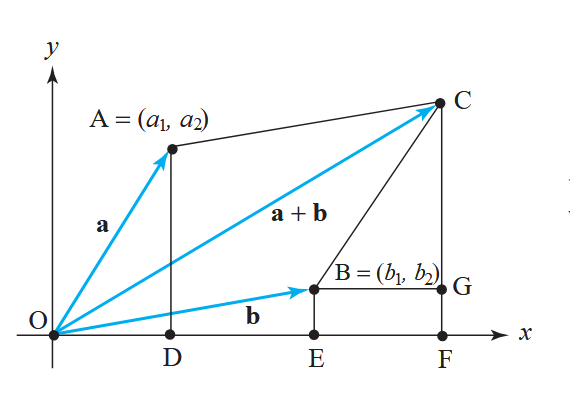 y
A = (a₁, a₂)
C
a
a + b
B = (b₁, b₂)
G
O
b
x
D
E
F